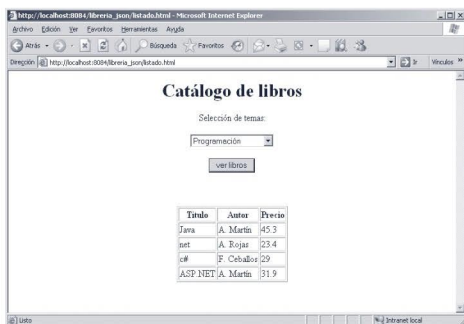 http://localhost:8084/libreria_json/listado.html - Microsoft Internet Explorer
Archivo Edición Ver Favoritos Herramientas Ayuda
Atrás Búsqueda Favoritos
Dirección http://localhost:8084/libreria_json/listado.html Ir Vínculos »
Catálogo de libros
Selección de temas:
Programación
ver libros
Titulo Autor Precio
Java A. Martín 45.3
net A. Rojas 23.4
c# F. Ceballos 29
ASP.NET A. Martín 31.9
Listo Intranet local